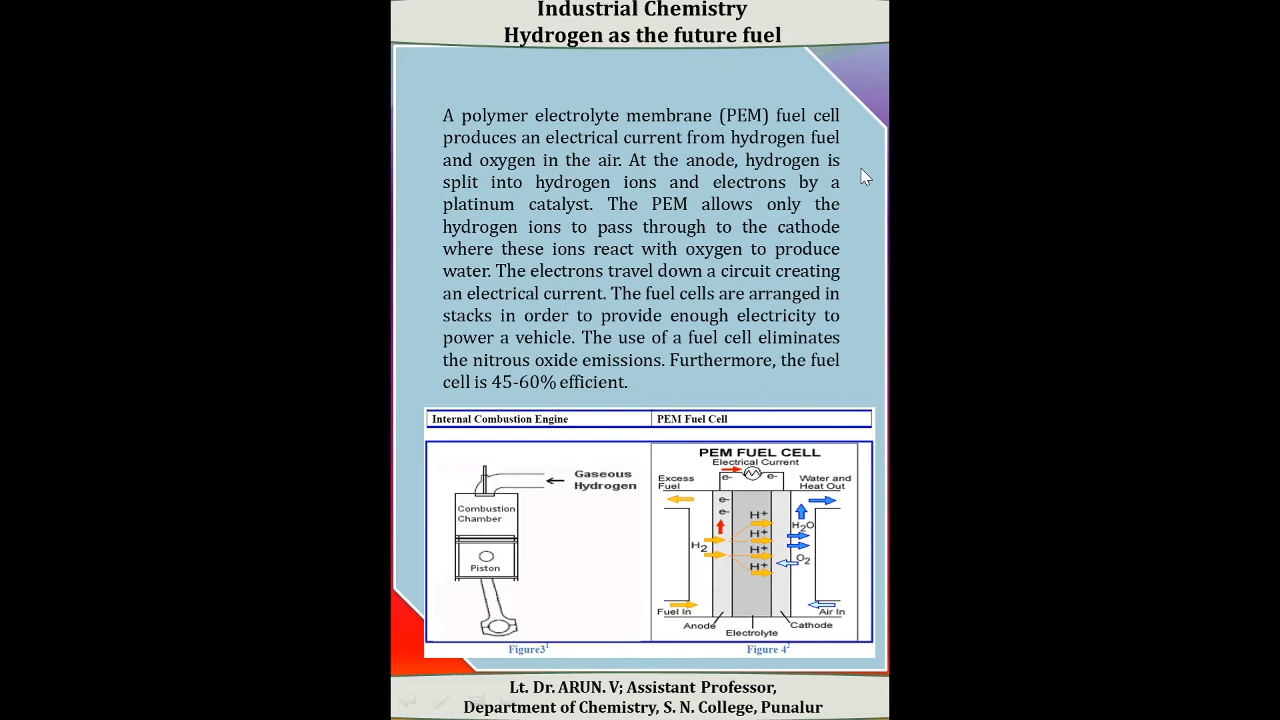 Industrial Chemistry
Hydrogen as the future fuel
A polymer electrolyte membrane (PEM) fuel cell
produces an electrical current from hydrogen fuel
and oxygen in the air. At the anode, hydrogen is
split into hydrogen ions and electrons by a
platinum catalyst. The PEM allows only the
hydrogen ions to pass through to the cathode
where these ions react with oxygen to produce
water. The electrons travel down a circuit creating
an electrical current. The fuel cells are arranged in
stacks in order to provide enough electricity to
power a vehicle. The use of a fuel cell eliminates
the nitrous oxide emissions. Furthermore, the fuel
cell is 45-60% efficient.
Internal Combustion Engine
Gaseous
Hydrogen
Combustion
Chamber
Piston
Figure3¹
PEM Fuel Cell
PEM FUEL CELL
Electrical Current
e- e-
Excess
Fuel
Water and
Heat Out
e-
e-
H+
H+
H+
H+
H₂
H₂O
O₂
Fuel In
Air In
Anode
Electrolyte
Cathode
Figure 4²
Lt. Dr. ARUN. V; Assistant Professor,
Department of Chemistry, S. N. College, Punalur